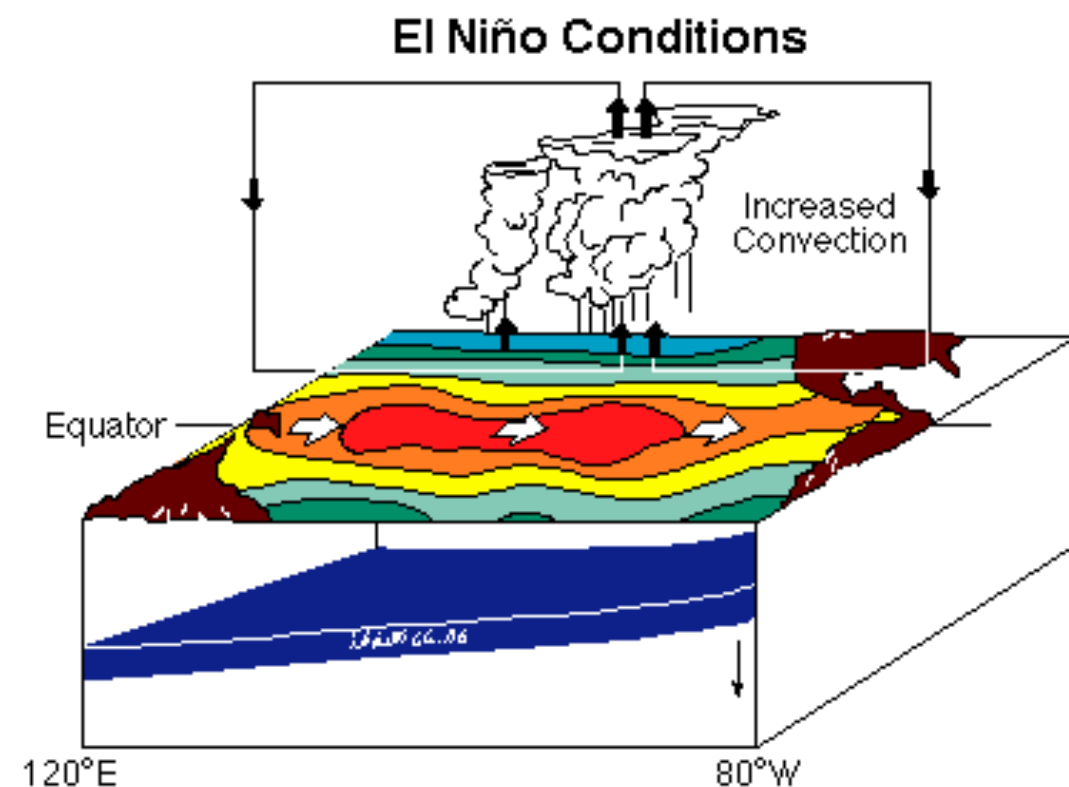 El Niño Conditions
Increased
Convection
Equator
120°E
80°W